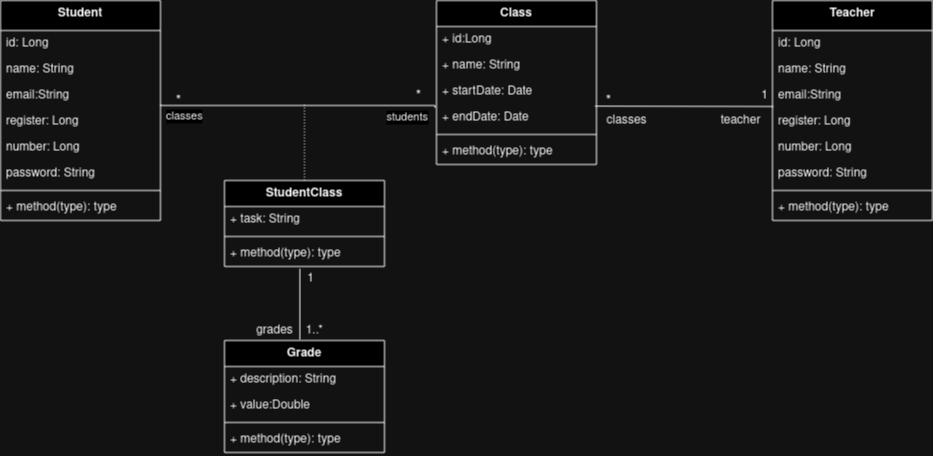 Student
id: Long
name: String
email:String
register: Long
number: Long
password: String
+ method(type): type
*
classes
*
students
Class
+ id:Long
+ name: String
+ startDate: Date
+ endDate: Date
+ method(type): type
*
classes
1
teacher
Teacher
id: Long
name: String
email:String
register: Long
number: Long
password: String
+ method(type): type
StudentClass
+ task: String
+ method(type): type
1
grades 1..*
Grade
+ description: String
+ value:Double
+ method(type): type